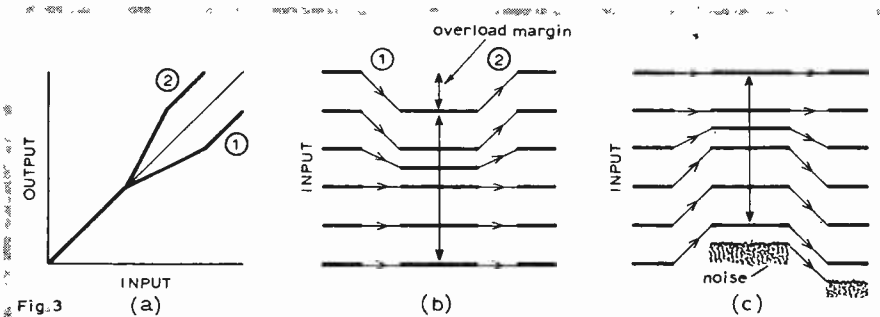 overload margin
1
2
OUTPUT
2
1
INPUT
INPUT
INPUT
noise
Fig.3
(a)
(b)
(c)